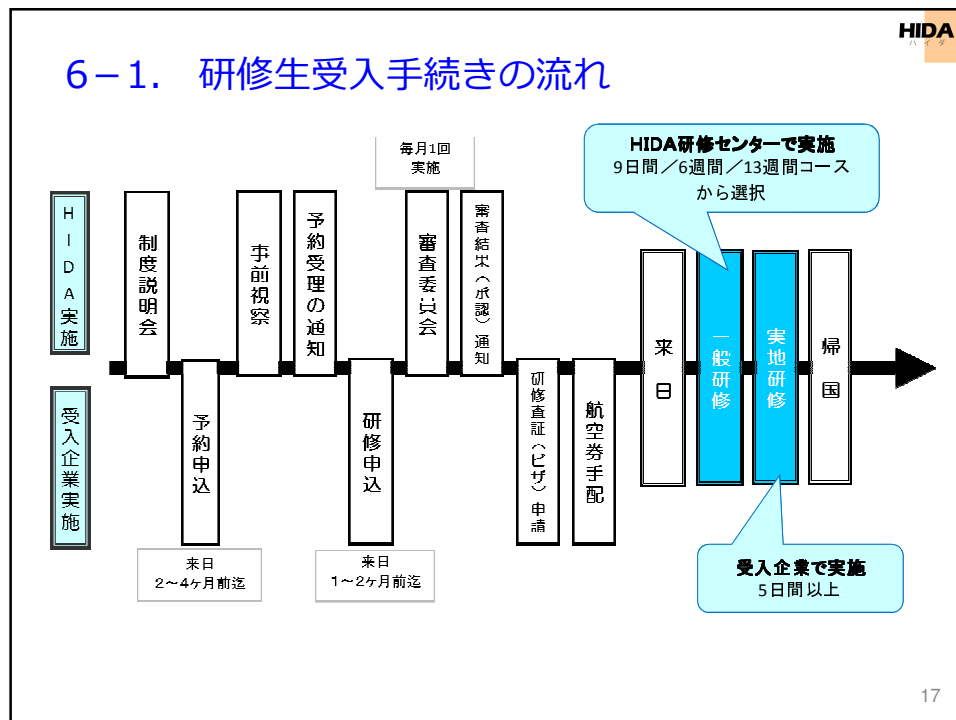 HIDA
ハイダ
6－1.　研修生受入手続きの流れ
毎月1回
実施
HIDA研修センターで実施
9日間／6週間／13週間コース
から選択
HIDA実施
制度説明会
事前視察
予約受理の通知
審査委員会
審査結果（承認）通知
来日
一般研修
実地研修
帰国
受入企業実施
予約申込
研修申込
研修査証（ビザ）申請
航空券手配
来日
2～4ヶ月前迄
来日
1～2ヶ月前迄
受入企業で実施
5日間以上
17